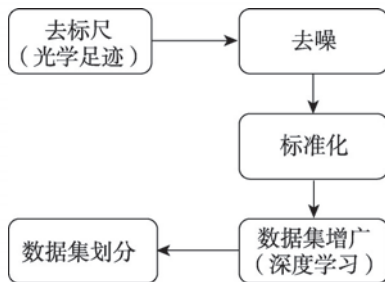 去标尺
（光学足迹）
去噪
标准化
数据集增广
（深度学习）
数据集划分